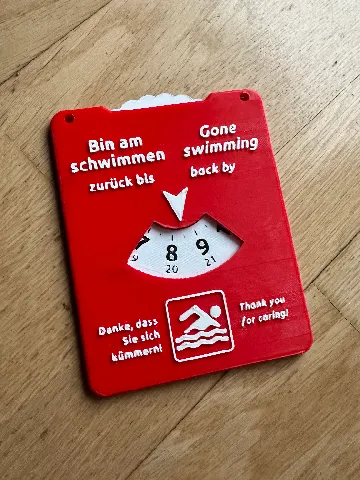 Bin am
schwimmen
zurück bis
Gone
swimming
back by
7 8 9
20 21
Danke, dass
Sie sich
kümmern!
Thank you
for caring!